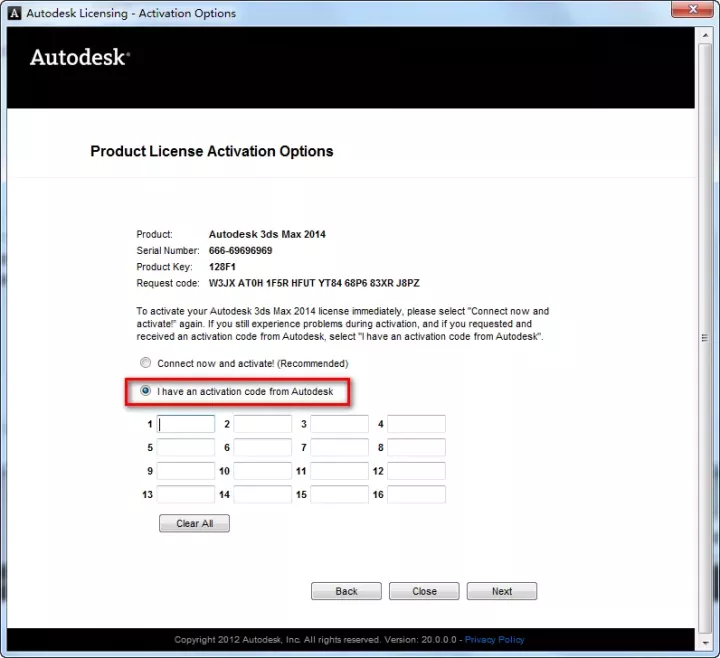 Autodesk Licensing - Activation Options
Autodesk®
Product License Activation Options
Product: Autodesk 3ds Max 2014
Serial Number: 666-69696969
Product Key: 128F1
Request code: W3JX AT0H 1F5R HFUT YT84 68P6 83XR J8PZ
To activate your Autodesk 3ds Max 2014 license immediately, please select "Connect now and
activate!" again. If you still experience problems during activation, and if you requested and
received an activation code from Autodesk, select "I have an activation code from Autodesk".
Connect now and activate! (Recommended)
I have an activation code from Autodesk
1 2 3 4
5 6 7 8
9 10 11 12
13 14 15 16
Clear All
Back Close Next
Copyright 2012 Autodesk, Inc. All rights reserved. Version: 20.0.0.0 - Privacy Policy